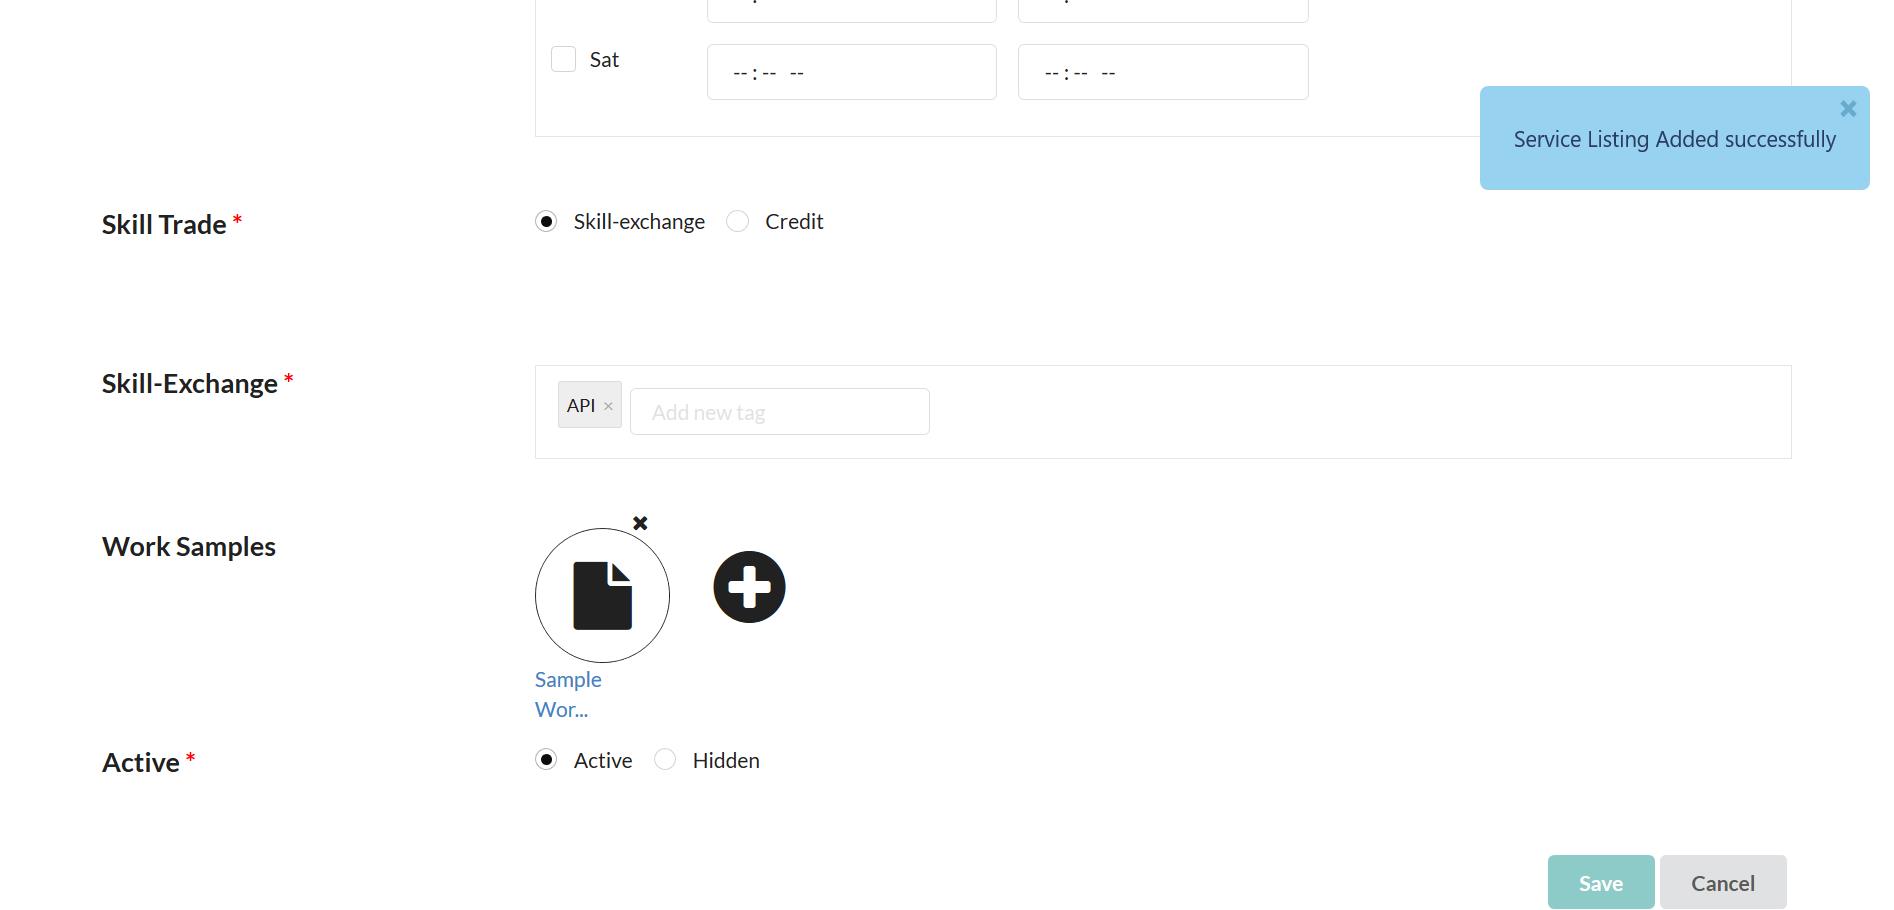 Sat
--:-- --
--:-- --
Service Listing Added successfully
Skill Trade *
Skill-exchange
Credit
Skill-Exchange *
API ×
Add new tag
Work Samples
Sample
Wor...
Active *
Active
Hidden
Save
Cancel